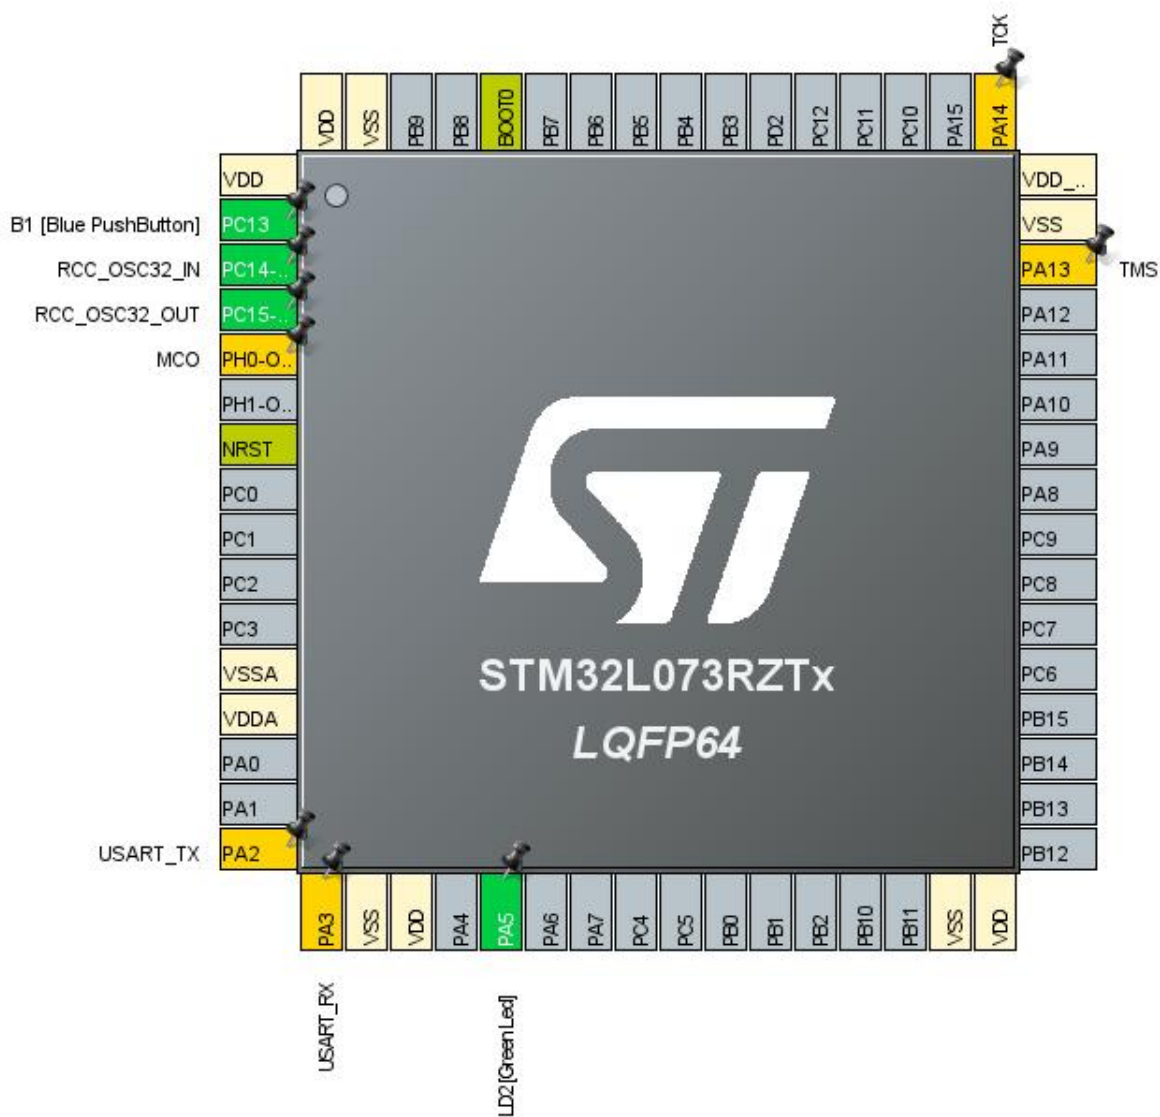 TCK
VDD
VSS
PB9
PB8
BOOT0
PB7
PB6
PB5
PB4
PB3
PD2
PC12
PC11
PC10
PA15
PA14
VDD
B1 [Blue PushButton] PC13
RCC_OSC32_IN PC14-..
RCC_OSC32_OUT PC15-..
MCO PH0-O..
PH1-O..
NRST
PC0
PC1
PC2
PC3
VSSA
VDDA
PA0
PA1
USART_TX PA2
VDD_..
VSS
PA13 TMS
PA12
PA11
PA10
PA9
PA8
PC9
PC8
PC7
PC6
PB15
PB14
PB13
PB12
ST
STM32L073RZTx
LQFP64
PA3
VSS
VDD
PA4
PA5
PA6
PA7
PC4
PC5
PB0
PB1
PB2
PB10
PB11
VSS
VDD
USART_RX
LD2 [Green Led]